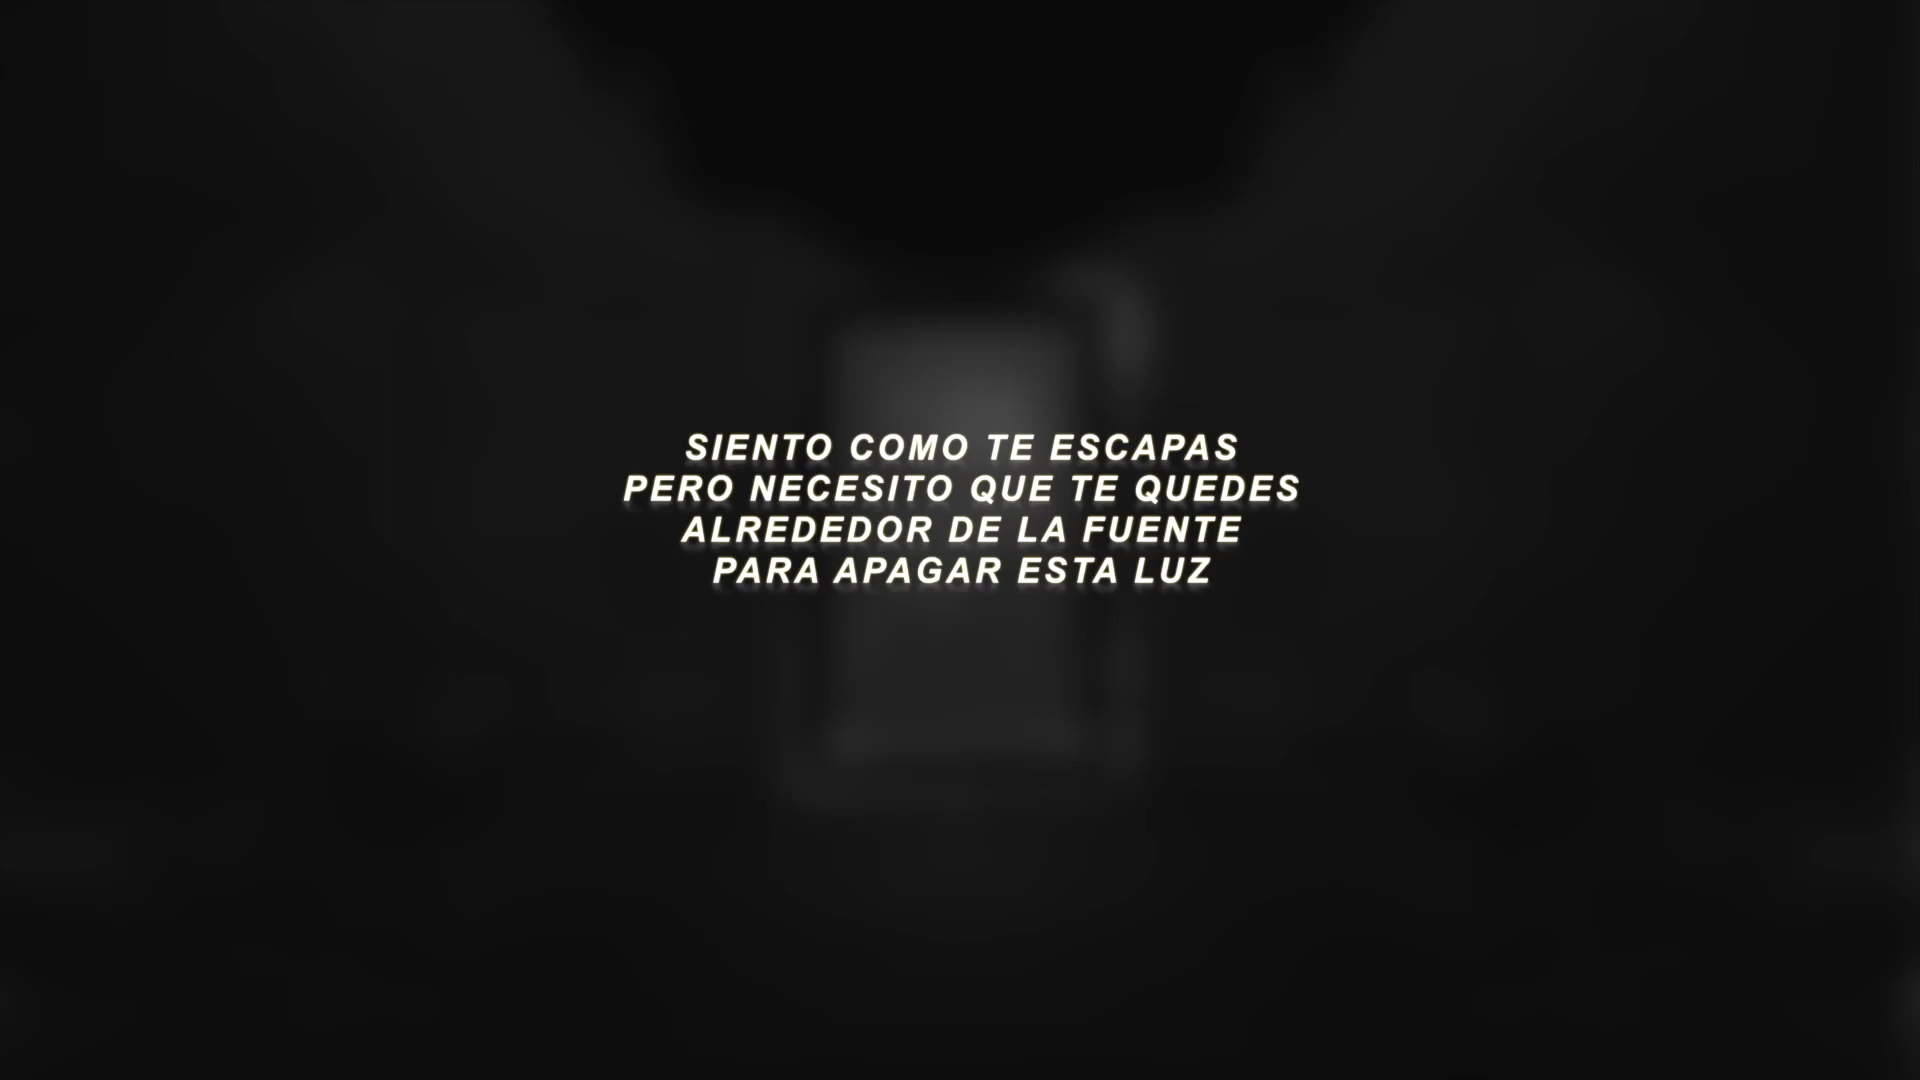 SIENTO COMO TE ESCAPAS
PERO NECESITO QUE TE QUEDES
ALREDEDOR DE LA FUENTE
PARA APAGAR ESTA LUZ